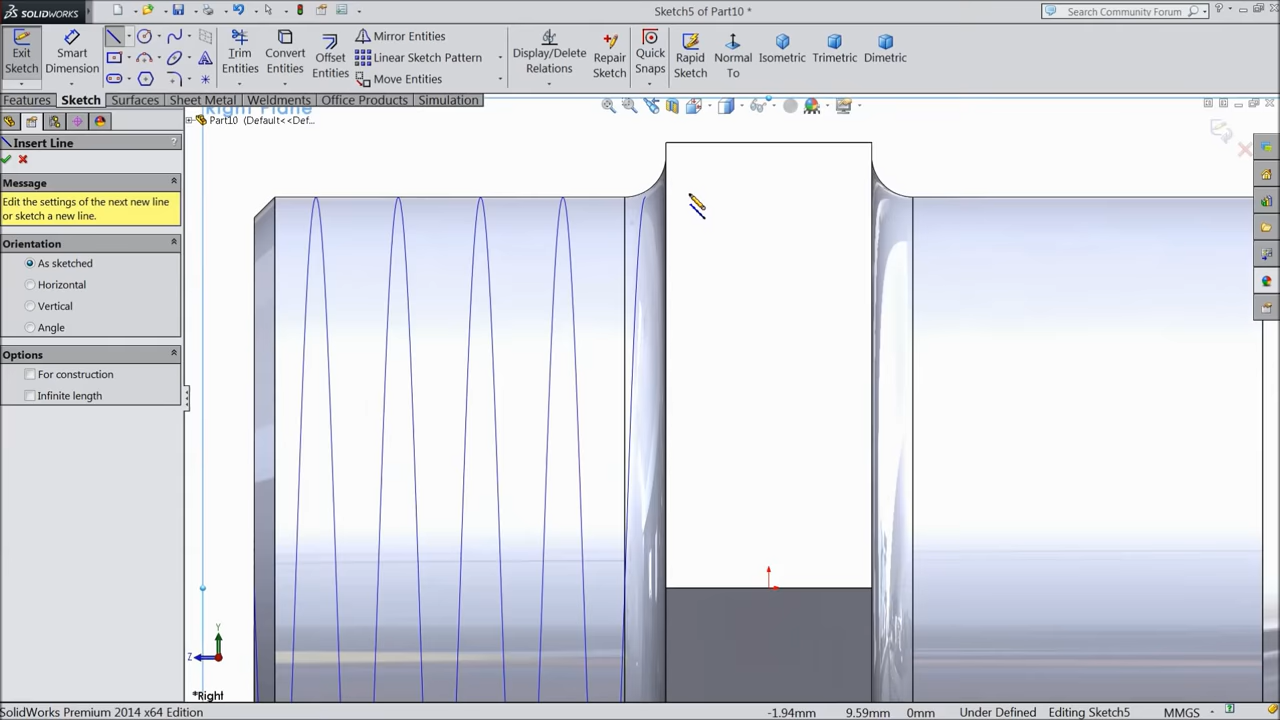 SOLIDWORKS
Sketch5 of Part10 *
Search Community Forum
Exit
Sketch
Smart
Dimension
Trim
Entities
Convert
Entities
Offset
Entities
Mirror Entities
Linear Sketch Pattern
Move Entities
Display/Delete
Relations
Repair
Sketch
Quick
Snaps
Rapid
Sketch
Normal
To
Isometric
Trimetric
Dimetric
Features
Sketch
Surfaces
Sheet Metal
Weldments
Office Products
Simulation
Right Plane
Part10 (Default<<Def...
Insert Line
?
Message
Edit the settings of the next new line
or sketch a new line.
Orientation
As sketched
Horizontal
Vertical
Angle
Options
For construction
Infinite length
Y
Z
*Right
SolidWorks Premium 2014 x64 Edition
-1.94mm
9.59mm
0mm
Under Defined
Editing Sketch5
MMGS